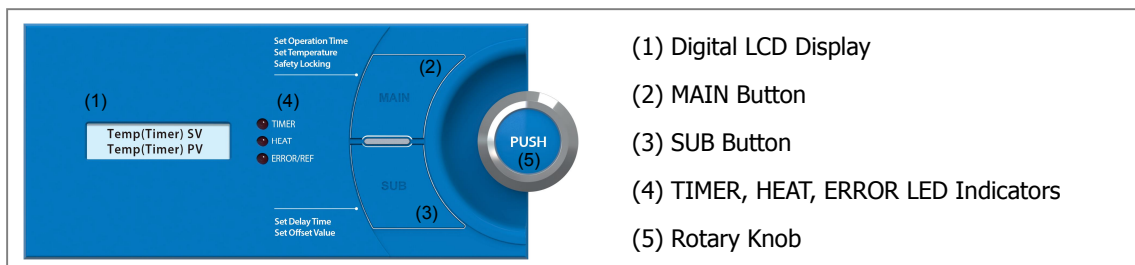 Set Operation Time
Set Temperature
Safety Locking
(2)
(1)
(4)
MAIN
TIMER
Temp(Timer) SV
HEAT
Temp(Timer) PV
ERROR/REF
PUSH
(5)
SUB
(3)
Set Delay Time
Set Offset Value
(1) Digital LCD Display
(2) MAIN Button
(3) SUB Button
(4) TIMER, HEAT, ERROR LED Indicators
(5) Rotary Knob